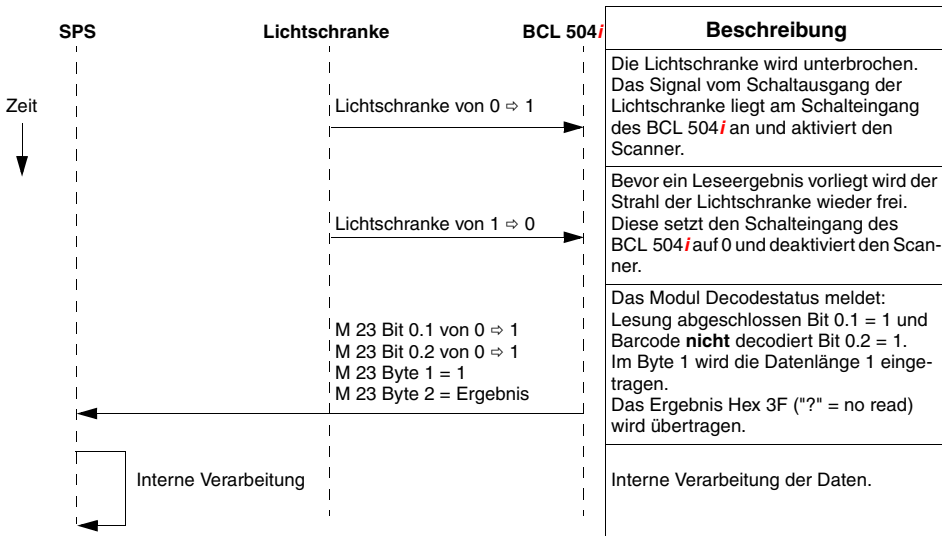 SPS Lichtschranke BCL 504i Beschreibung
Zeit
Lichtschranke von 0 ⇨ 1
Die Lichtschranke wird unterbrochen.
Das Signal vom Schaltausgang der
Lichtschranke liegt am Schalteingang
des BCL 504i an und aktiviert den
Scanner.
Lichtschranke von 1 ⇨ 0
Bevor ein Leseergebnis vorliegt wird der
Strahl der Lichtschranke wieder frei.
Diese setzt den Schalteingang des
BCL 504i auf 0 und deaktiviert den Scan-
ner.
M 23 Bit 0.1 von 0 ⇨ 1
M 23 Bit 0.2 von 0 ⇨ 1
M 23 Byte 1 = 1
M 23 Byte 2 = Ergebnis
Das Modul Decodestatus meldet:
Lesung abgeschlossen Bit 0.1 = 1 und
Barcode nicht decodiert Bit 0.2 = 1.
Im Byte 1 wird die Datenlänge 1 einge-
tragen.
Das Ergebnis Hex 3F ("?" = no read)
wird übertragen.
Interne Verarbeitung
Interne Verarbeitung der Daten.